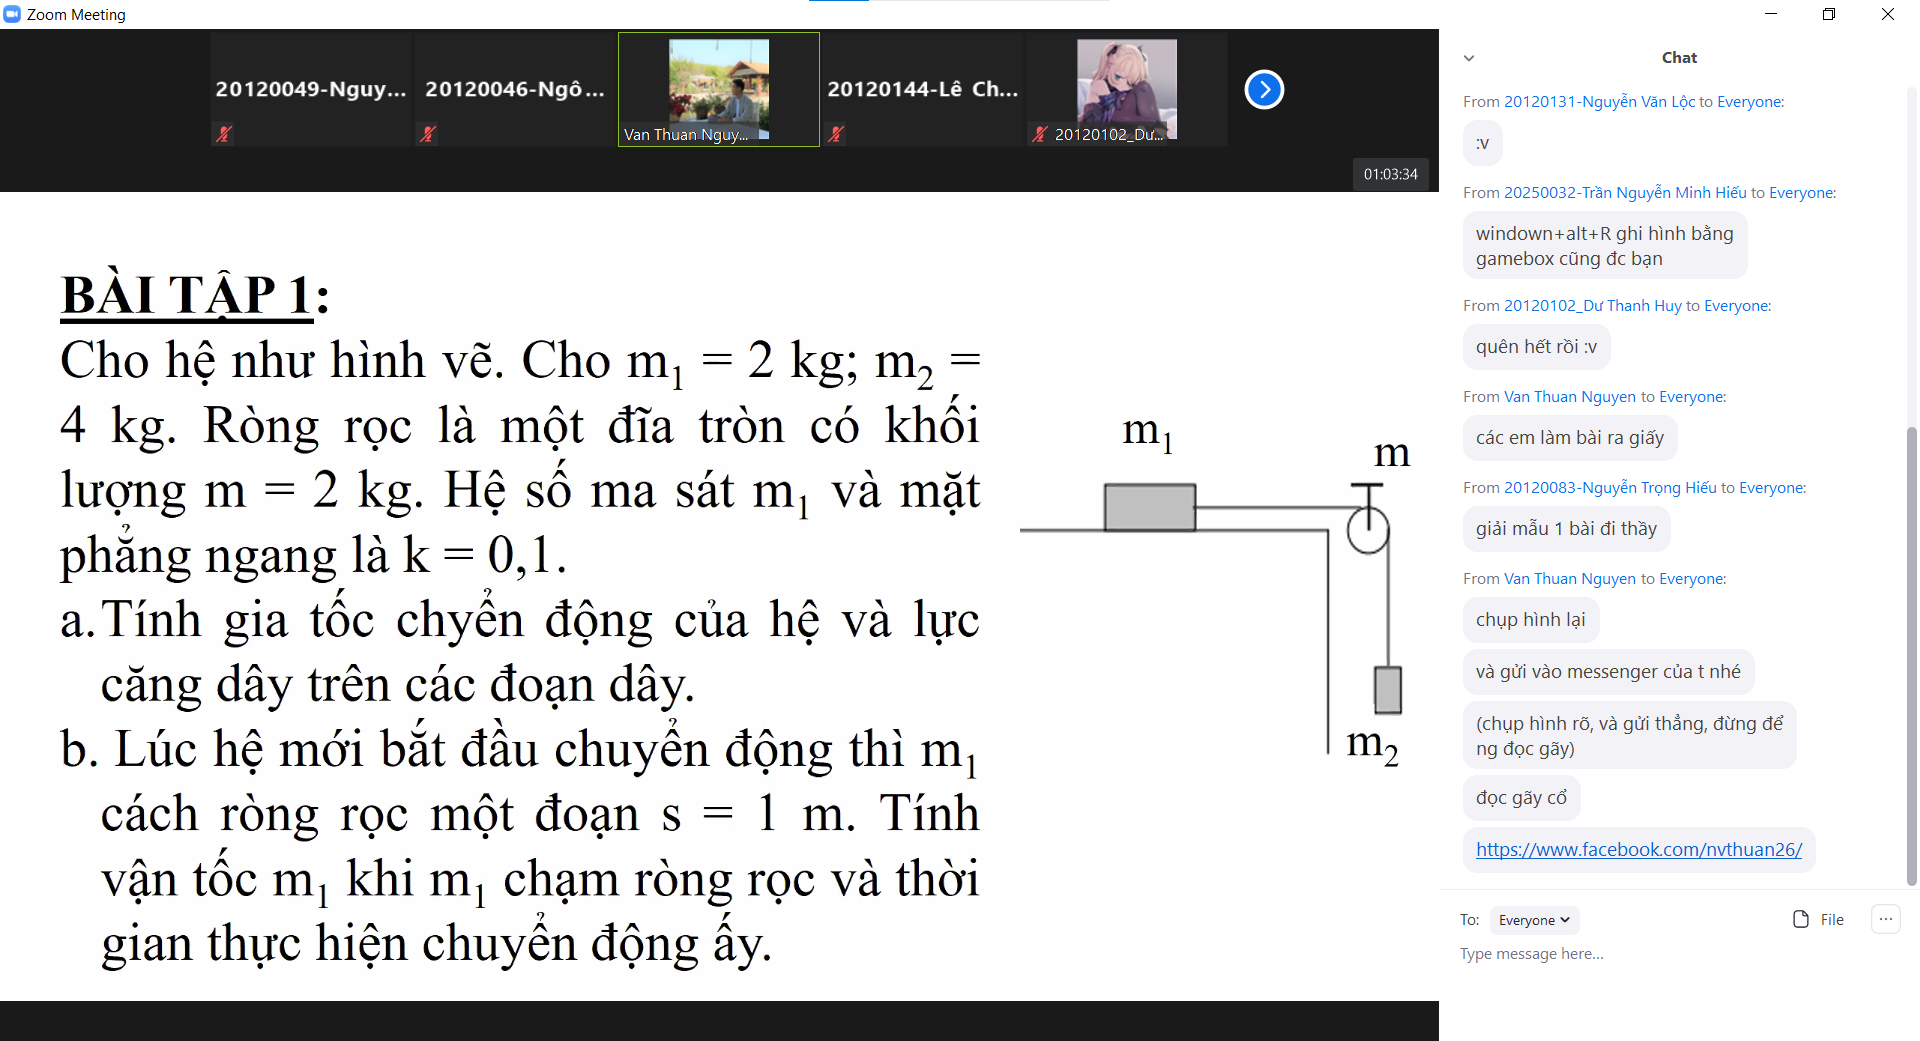 Zoom Meeting
20120049-Nguy...
20120046-Ngô ...
Van Thuan Nguy...
20120144-Lê Ch...
20120102_Dư...
01:03:34
BÀI TẬP 1:
Cho hệ như hình vẽ. Cho m₁ = 2 kg; m₂ =
4 kg. Ròng rọc là một đĩa tròn có khối
lượng m = 2 kg. Hệ số ma sát m₁ và mặt
phẳng ngang là k = 0,1.
a.Tính gia tốc chyển động của hệ và lực
căng dây trên các đoạn dây.
b. Lúc hệ mới bắt đầu chuyển động thì m₁
cách ròng rọc một đoạn s = 1 m. Tính
vận tốc m₁ khi m₁ chạm ròng rọc và thời
gian thực hiện chuyển động ấy.
m₁
m
m₂
Chat
From 20120131-Nguyễn Văn Lộc to Everyone:
:v
From 20250032-Trần Nguyễn Minh Hiếu to Everyone:
windown+alt+R ghi hình bằng
gamebox cũng đc bạn
From 20120102_Dư Thanh Huy to Everyone:
quên hết rồi :v
From Van Thuan Nguyen to Everyone:
các em làm bài ra giấy
From 20120083-Nguyễn Trọng Hiếu to Everyone:
giải mẫu 1 bài đi thầy
From Van Thuan Nguyen to Everyone:
chụp hình lại
và gửi vào messenger của t nhé
(chụp hình rõ, và gửi thẳng, đừng để
ng đọc gãy)
đọc gãy cổ
https://www.facebook.com/nvthuan26/
To: Everyone
File
...
Type message here...